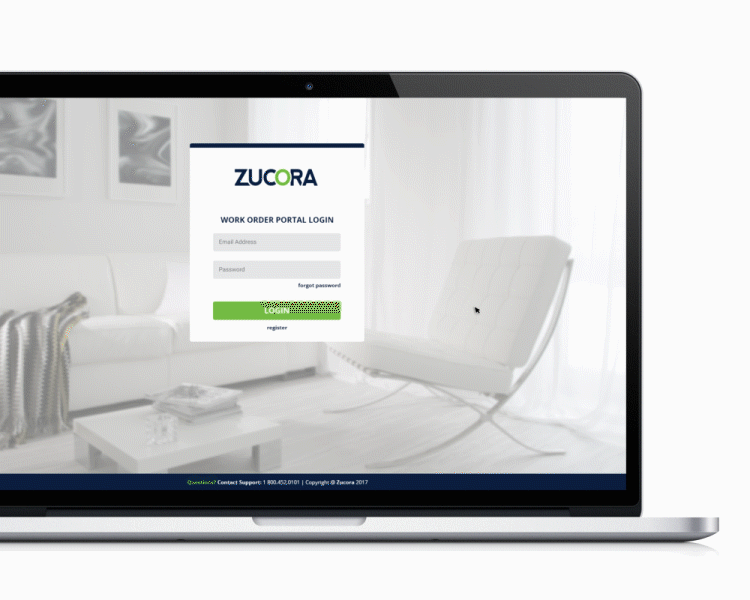 ZUCORA
WORK ORDER PORTAL LOGIN
Email Address
Password
forgot password
LOGIN
register
Questions? Contact Support: 1 800.452.0101 | Copyright @ Zucora 2017